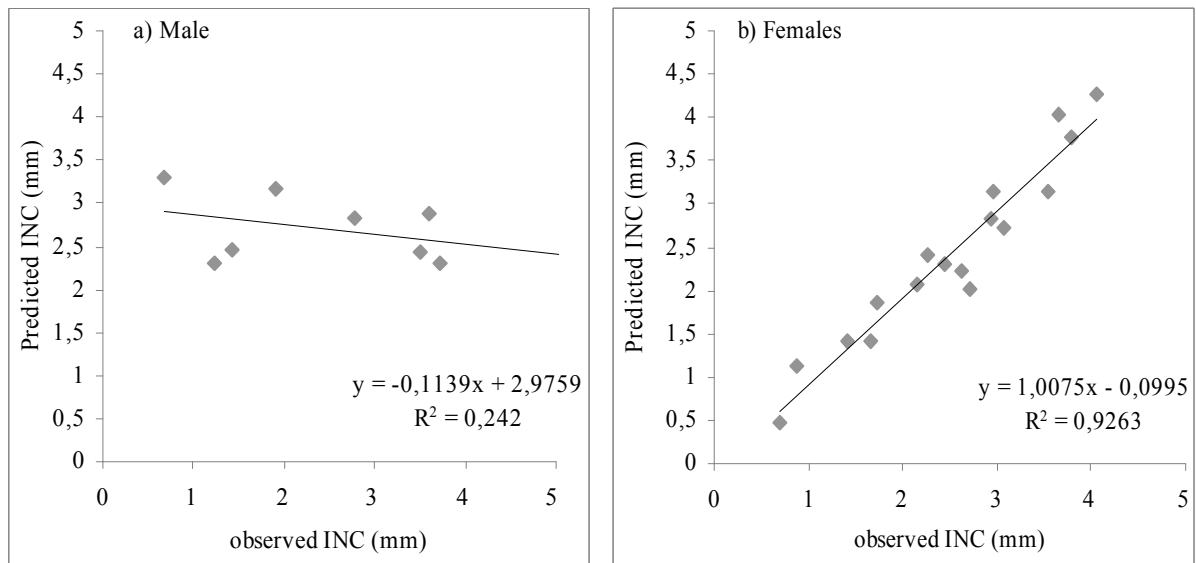 a) Male
5
4,5
4
3,5
3
2,5
2
1,5
1
0,5
0
Predicted INC (mm)
y = -0,1139x + 2,9759
R² = 0,242
0 1 2 3 4 5
observed INC (mm)
b) Females
5
4,5
4
3,5
3
2,5
2
1,5
1
0,5
0
Predicted INC (mm)
y = 1,0075x - 0,0995
R² = 0,9263
0 1 2 3 4 5
observed INC (mm)